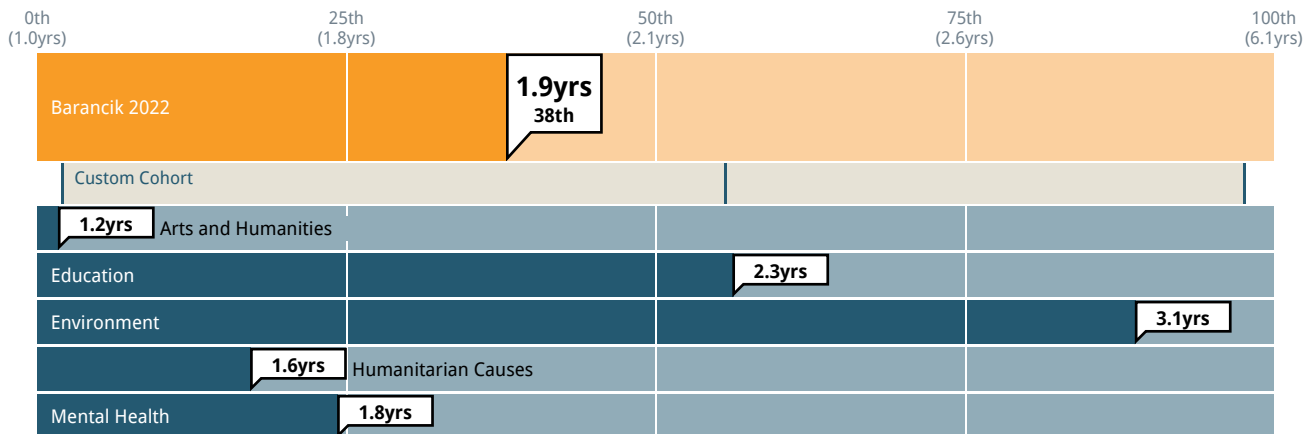 0th 25th 50th 75th 100th
(1.0yrs) (1.8yrs) (2.1yrs) (2.6yrs) (6.1yrs)
Barancik 2022
1.9yrs
38th
Custom Cohort
1.2yrs Arts and Humanities
Education 2.3yrs
Environment 3.1yrs
1.6yrs Humanitarian Causes
Mental Health 1.8yrs